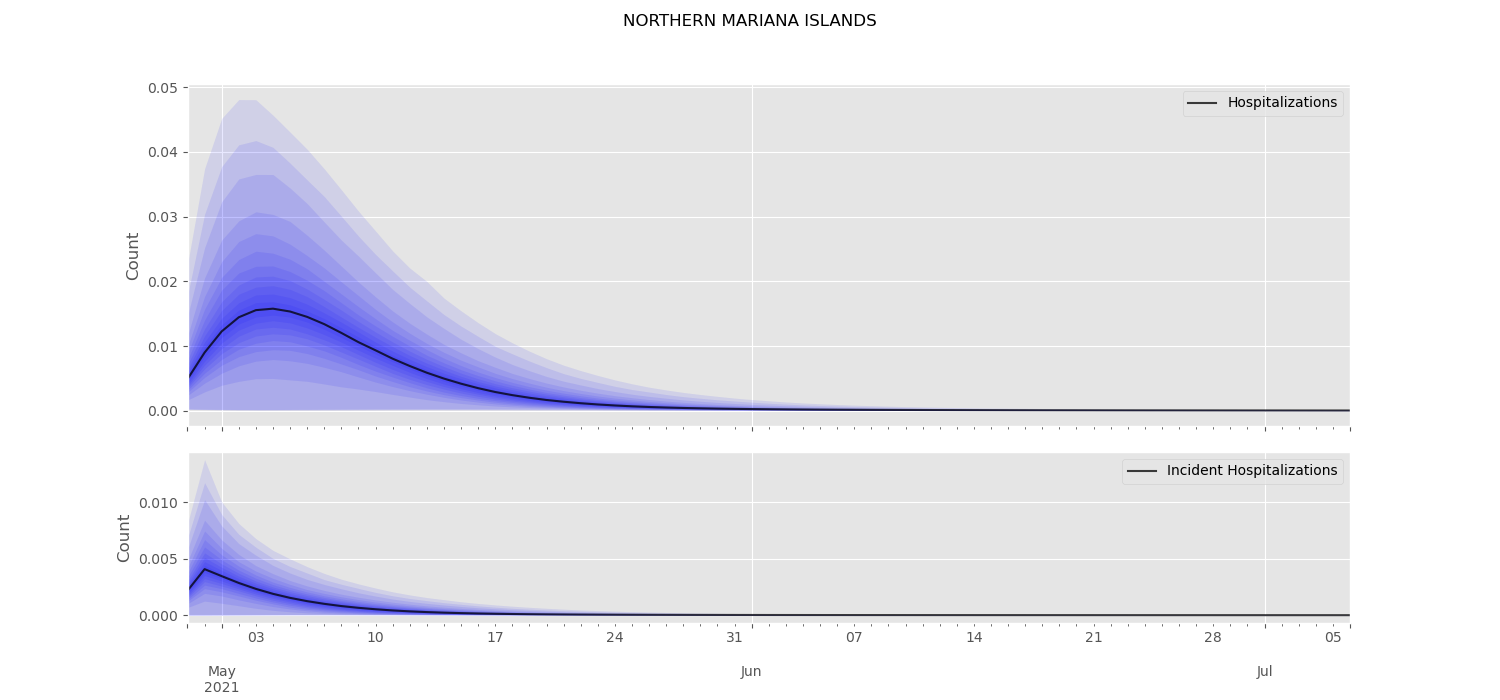 NORTHERN MARIANA ISLANDS
0.05
0.04
0.03
0.02
0.01
0.00
Count
Hospitalizations
0.010
0.005
0.000
Count
Incident Hospitalizations
03 10 17 24 31 07 14 21 28 05
May Jun Jul
2021